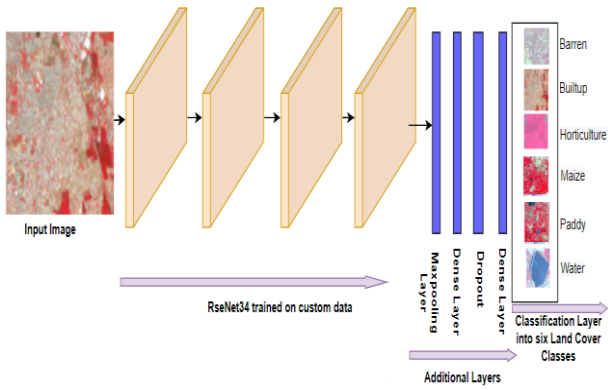 Input Image
RseNet34 trained on custom data
Maxpooling
Layer
Dense Layer
Dropout
Dense Layer
Additional Layers
Barren
Builtup
Horticulture
Maize
Paddy
Water
Classification Layer
into six Land Cover
Classes